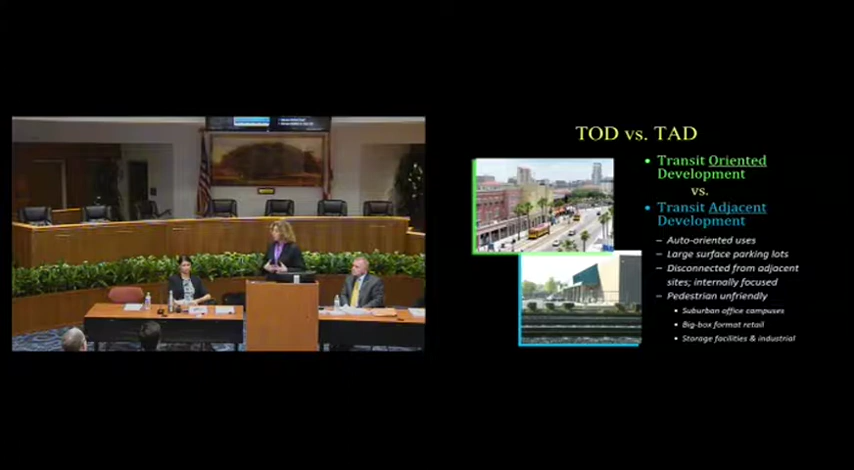 TOD vs. TAD
• Transit Oriented
Development
vs.
• Transit Adjacent
Development
– Auto-oriented uses
– Large surface parking lots
– Disconnected from adjacent
sites; internally focused
– Pedestrian unfriendly
• Suburban office campuses
• Big-box format retail
• Storage facilities & industrial